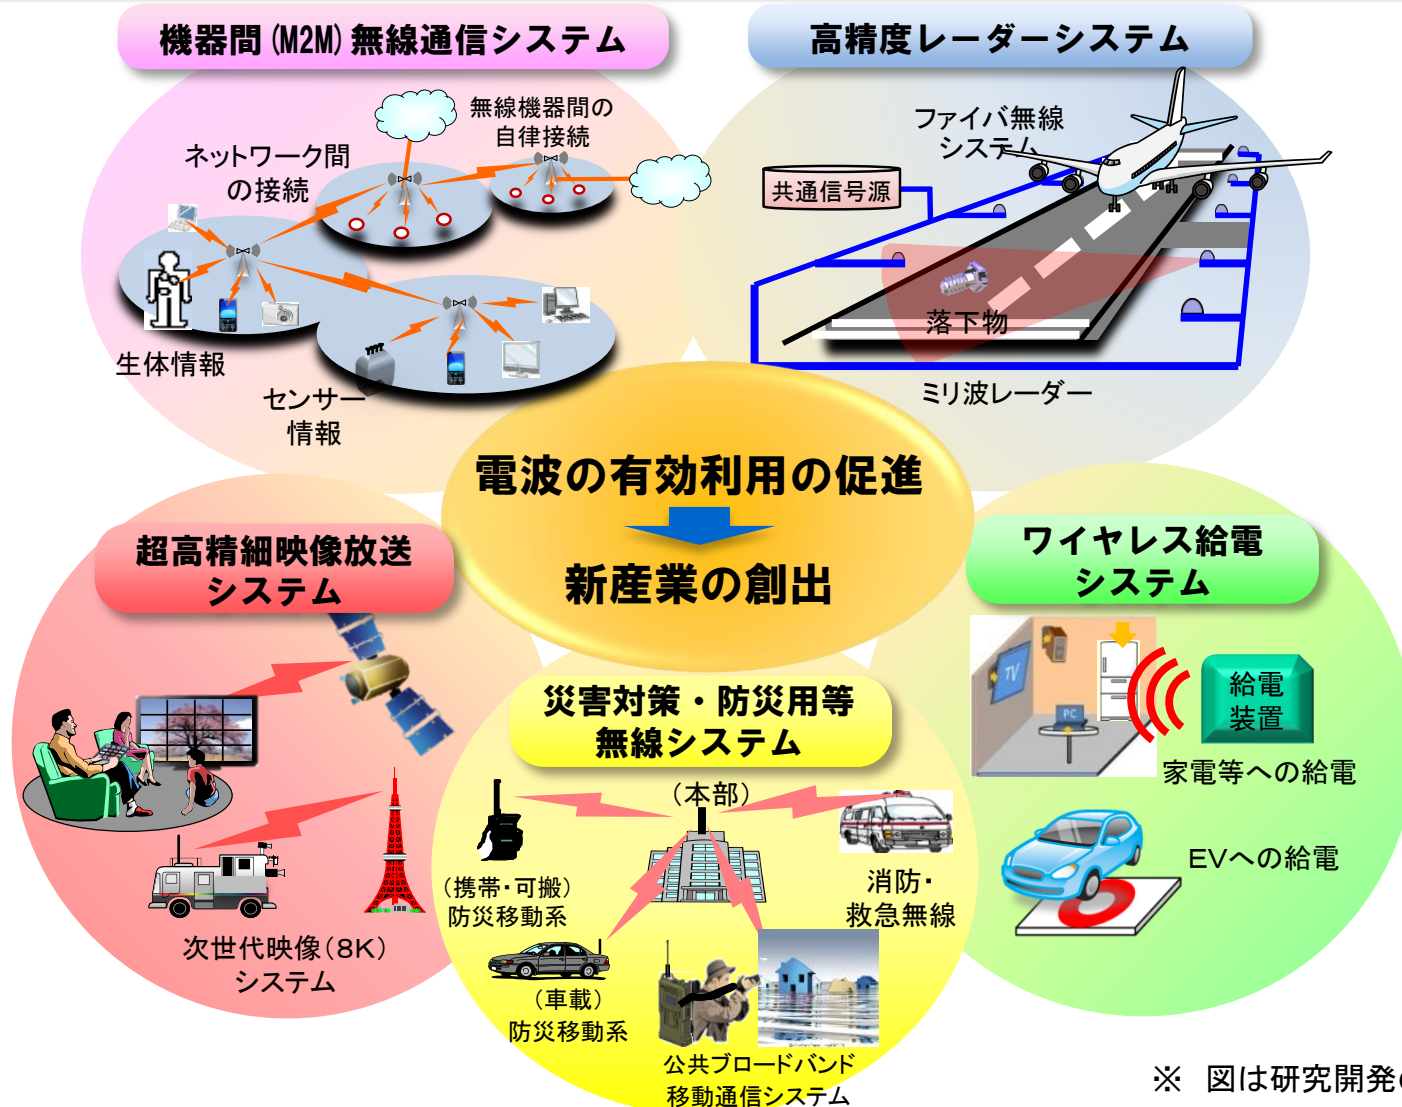 機器間(M2M)無線通信システム
無線機器間の
自律接続
ネットワーク間
の接続
生体情報
センサー
情報
高精度レーダーシステム
ファイバ無線
システム
共通信号源
落下物
ミリ波レーダー
電波の有効利用の促進
新産業の創出
超高精細映像放送
システム
次世代映像(8K)
システム
災害対策・防災用等
無線システム
(本部)
(携帯・可搬)
防災移動系
消防・
救急無線
(車載)
防災移動系
公共ブロードバンド
移動通信システム
ワイヤレス給電
システム
TV
PC
給電
装置
家電等への給電
EVへの給電
※ 図は研究開発